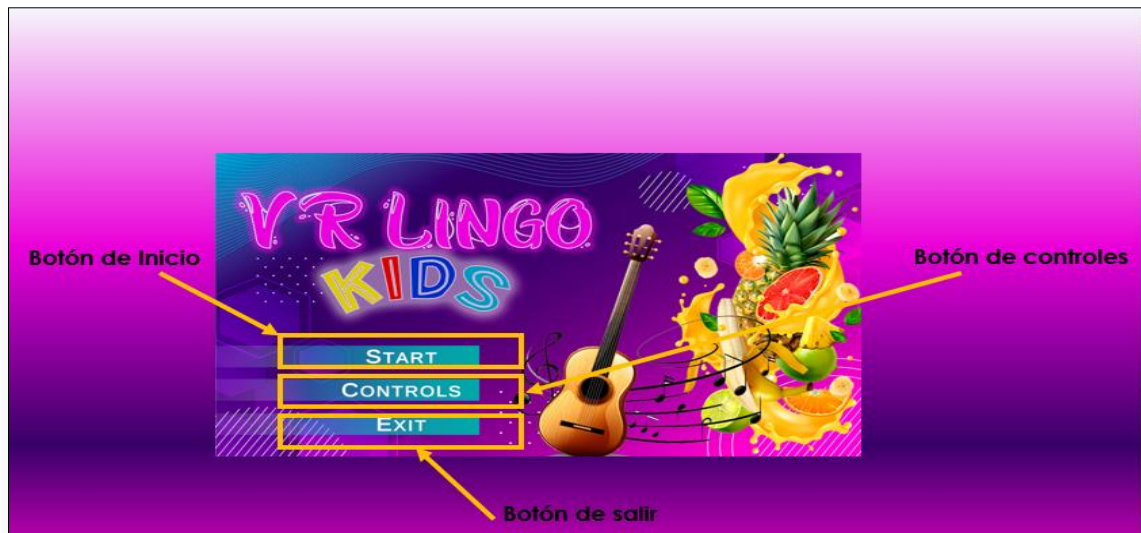 VR LINGO
KIDS
Botón de Inicio
Botón de controles
START
CONTROLS
EXIT
Botón de salir